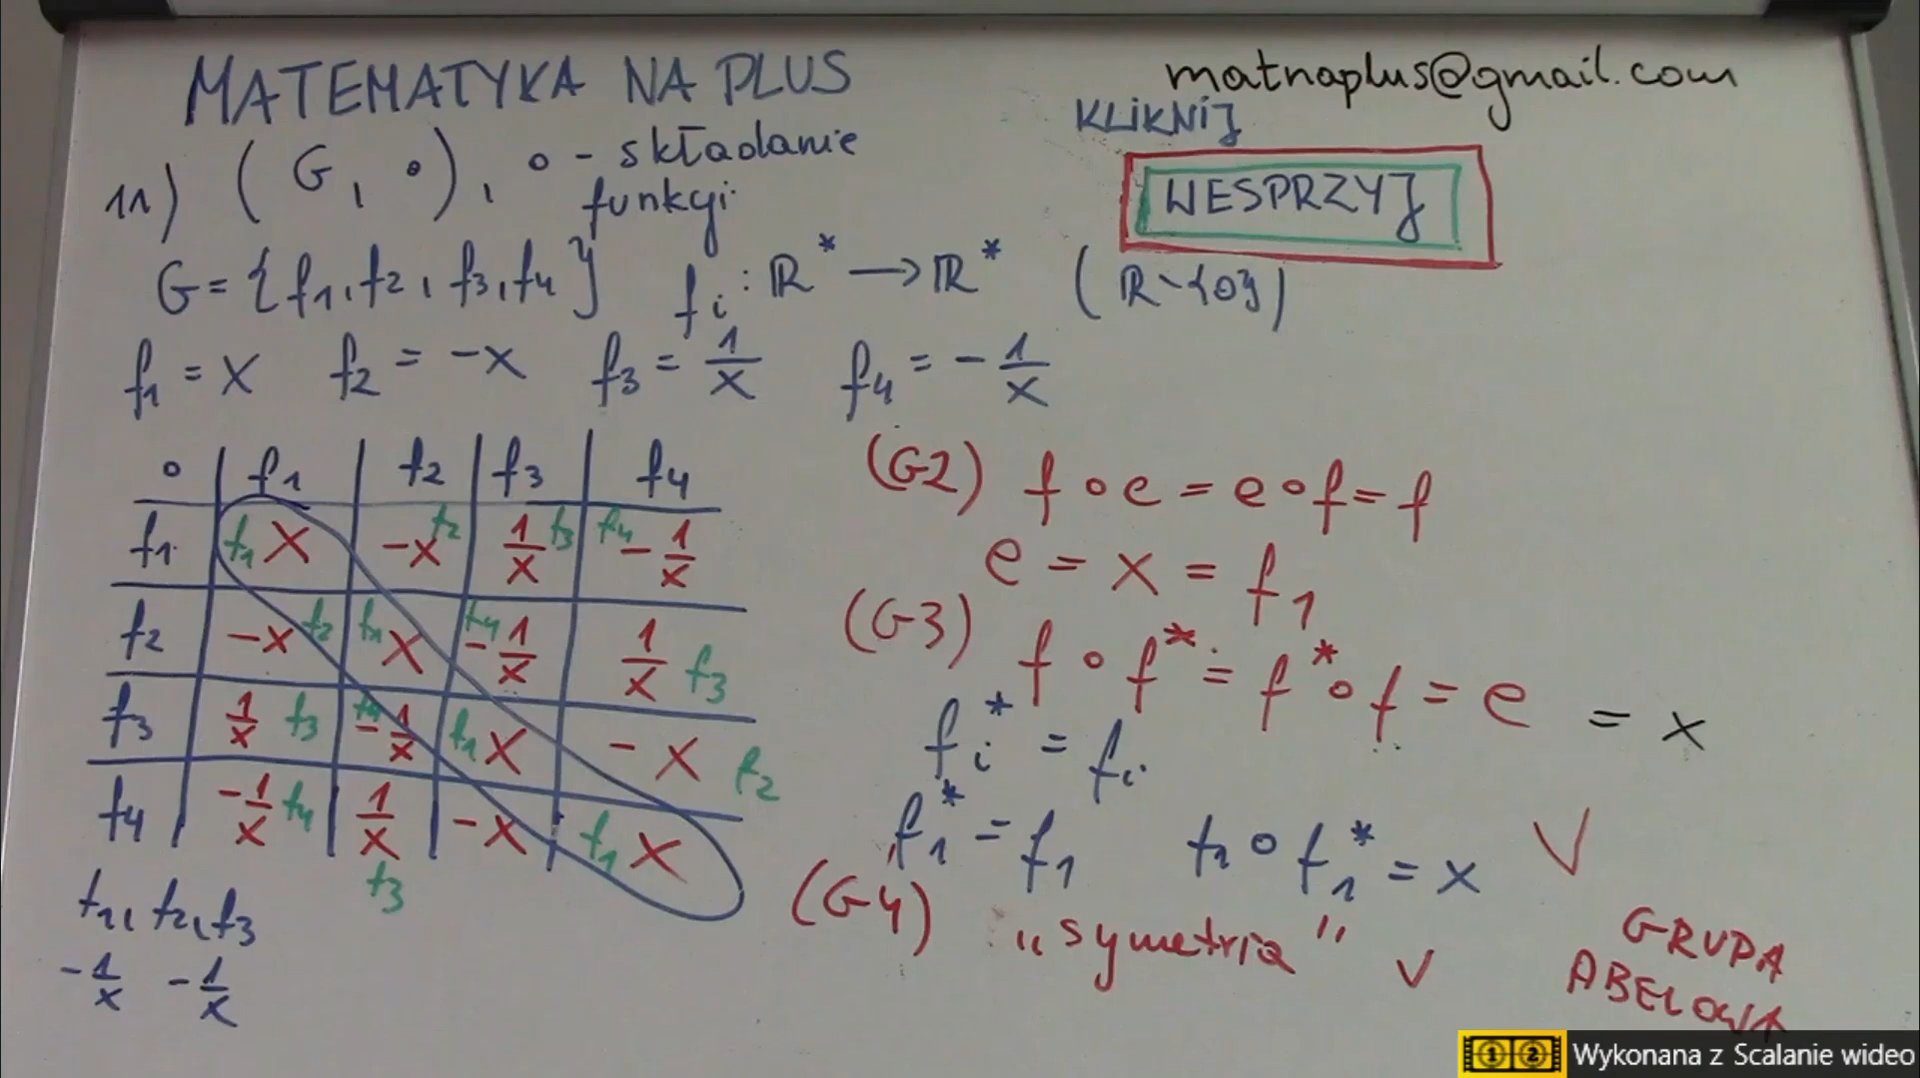 MATEMATYKA NA PLUS
matnaplus@gmail.com
KLIKNIJ
WESPRZYJ
11) (G, ∘), ∘ - składanie
funkcji
G = {f1, f2, f3, f4} fi : ℝ* → ℝ* (ℝ\{0})
f1 = x f2 = -x f3 = 1/x f4 = -1/x
∘ f1 f2 f3 f4
f1 f1 x -x f2 1/x f3 f4 -1/x
f2 -x f2 f1 x f4 -1/x 1/x f3
f3 1/x f3 f4 -1/x f1 x -x f2
f4 -1/x f4 1/x f3 -x f1 x
f1, f2, f3
-1/x -1/x
(G2) f ∘ e = e ∘ f = f
e = x = f1
(G3) f ∘ f* = f* ∘ f = e = x
fi* = fi
f1* = f1 f1 ∘ f1* = x ✓
(G4) „symetria" ✓
GRUPA
ABELOWA
1 2 Wykonana z Scalanie wideo